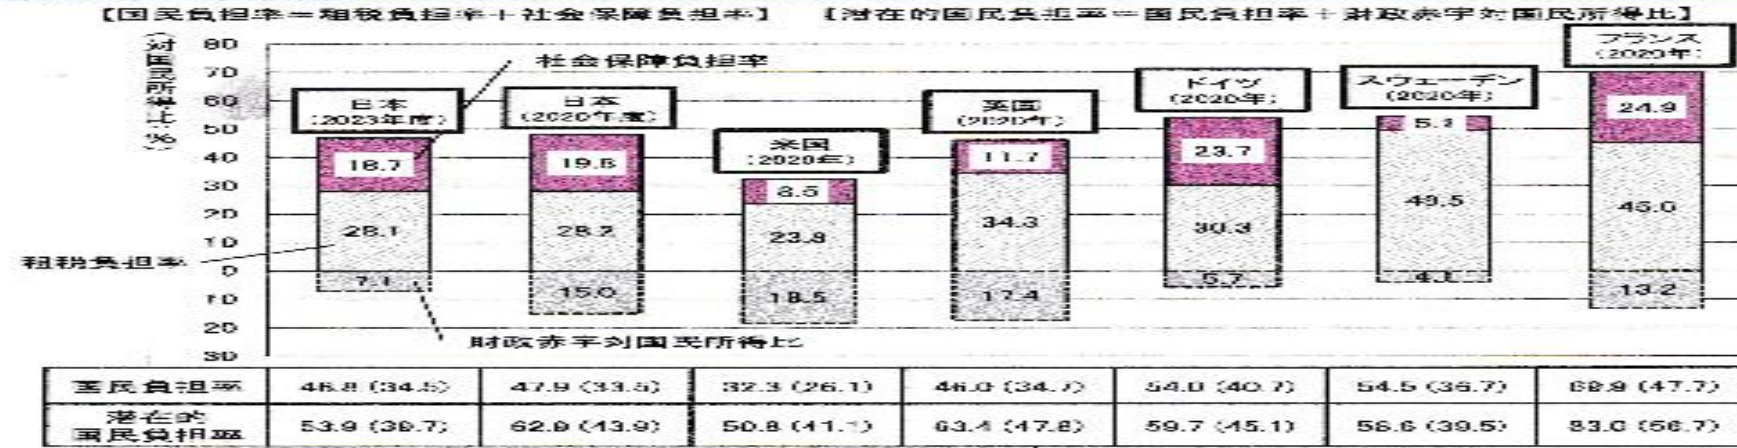 【国民負担率＝租税負担率＋社会保障負担率】 【潜在的国民負担率＝国民負担率＋財政赤字対国民所得比】
(対国民所得比：%)
80
70
60
50
40
30
20
10
0
10
20
30
社会保障負担率
租税負担率
財政赤字対国民所得比
日本
(2023年度)
18.7
28.1
7.1
日本
(2020年度)
28.2
15.0
米国
(2020年)
8.5
23.8
18.5
英国
(2020年)
11.7
34.3
17.4
ドイツ
(2020年)
23.7
30.3
5.7
スウェーデン
(2020年)
5.1
49.5
フランス
(2020年)
24.9
45.0
13.2
国民負担率 46.8 (34.5) 47.9 (33.5) 32.3 (26.1) 46.0 (34.7) 54.0 (40.7) 54.5 (36.7) 69.9 (47.7)
潜在的
国民負担率 53.9 (39.7) 62.9 (43.9) 50.8 (41.1) 63.4 (47.8) 59.7 (45.1) (39.5) 83.0 (56.7)